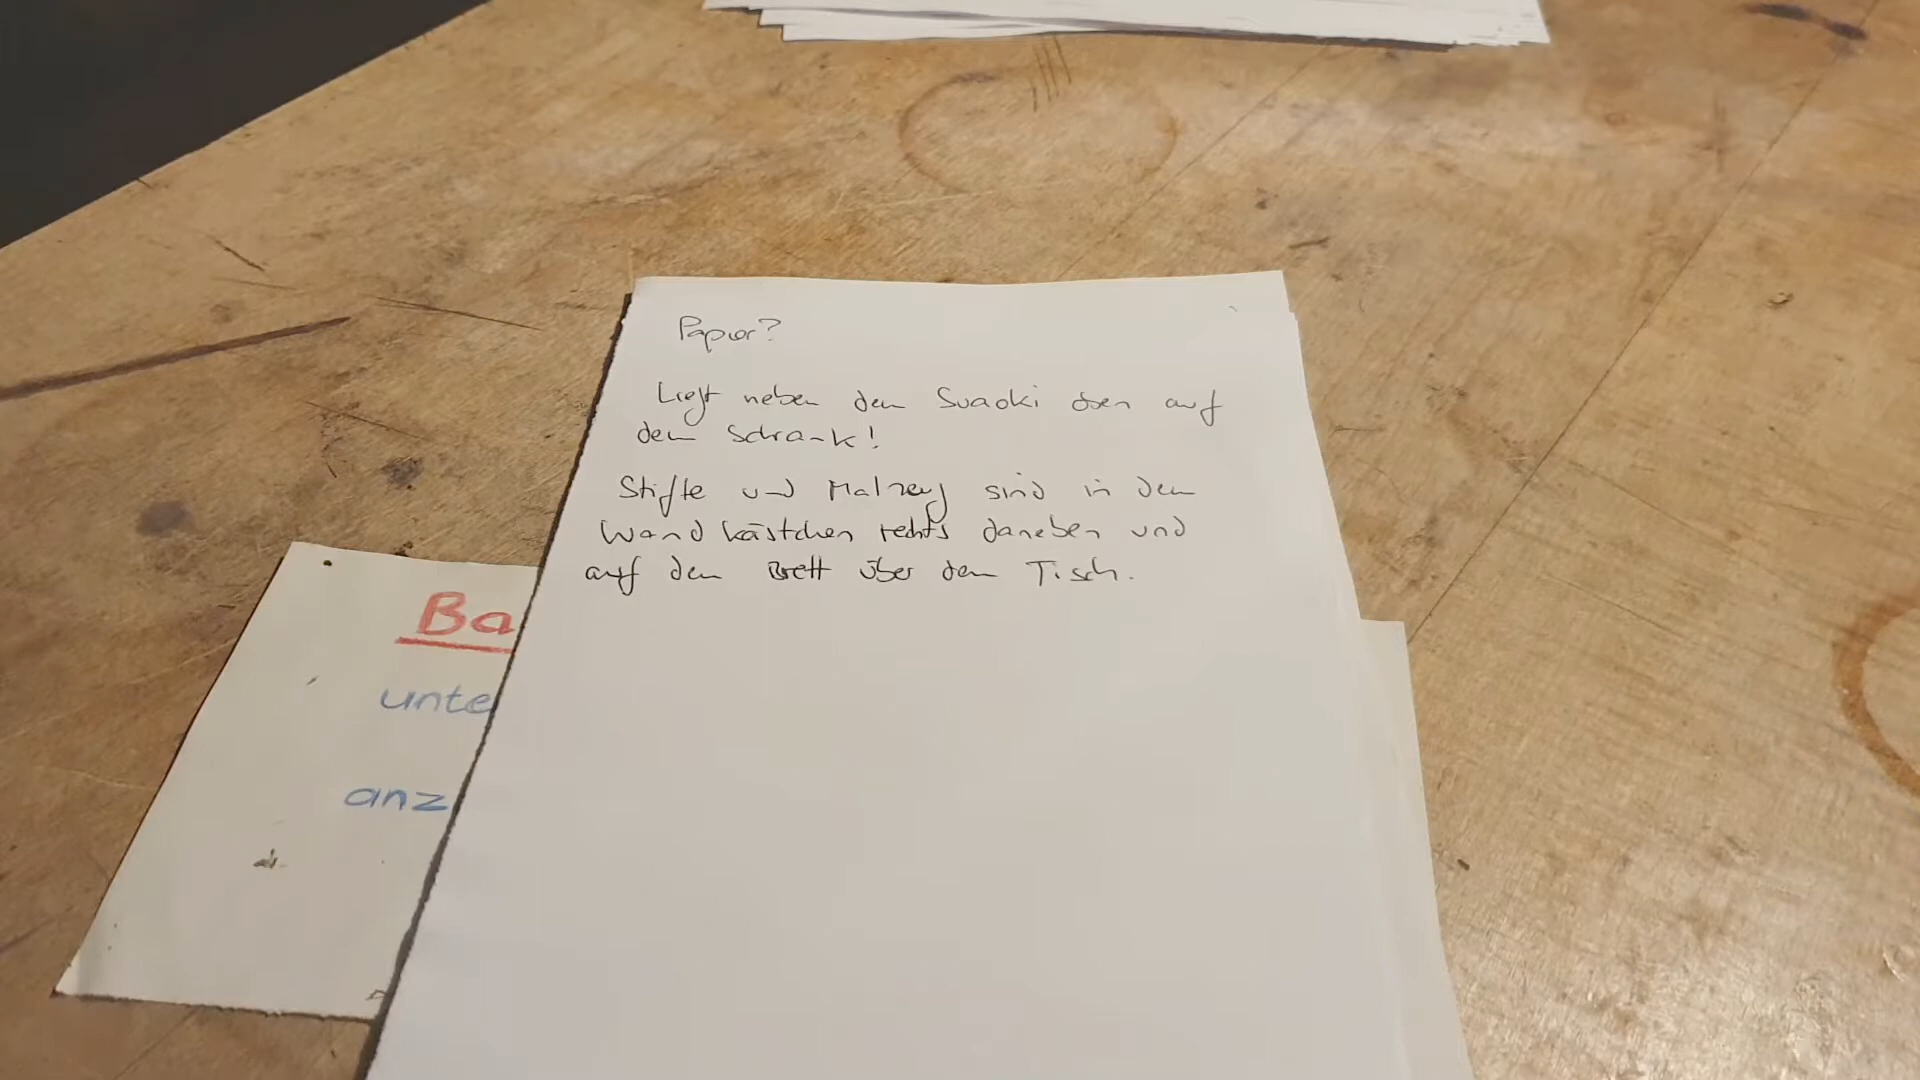 Papier?
Liegt neben dem Suaoki oben auf
dem Schrank!
Stifte und Malzeug sind in dem
Wandkästchen rechts daneben und
auf dem Brett über dem Tisch.
Ba
unte
anz